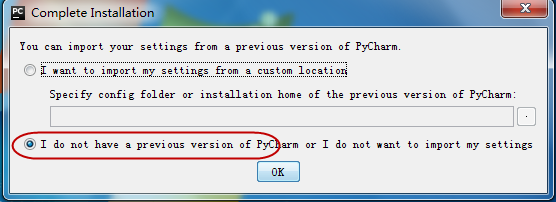 PC Complete Installation
You can import your settings from a previous version of PyCharm.
I want to import my settings from a custom location
Specify config folder or installation home of the previous version of PyCharm:
I do not have a previous version of PyCharm or I do not want to import my settings
OK